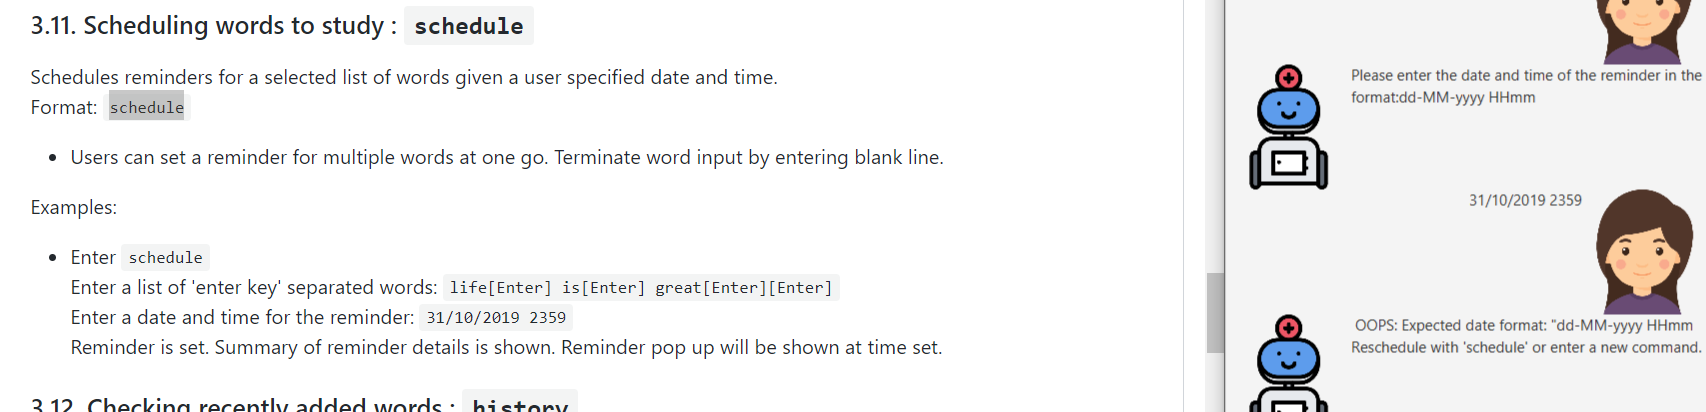 3.11. Scheduling words to study : schedule
Schedules reminders for a selected list of words given a user specified date and time.
Format: schedule
• Users can set a reminder for multiple words at one go. Terminate word input by entering blank line.
Examples:
• Enter schedule
Enter a list of 'enter key' separated words: life[Enter] is[Enter] great[Enter][Enter]
Enter a date and time for the reminder: 31/10/2019 2359
Reminder is set. Summary of reminder details is shown. Reminder pop up will be shown at time set.
3.12. Checking recently added words : history
Please enter the date and time of the reminder in the
format:dd-MM-yyyy HHmm
31/10/2019 2359
OOPS: Expected date format: "dd-MM-yyyy HHmm
Reschedule with 'schedule' or enter a new command.